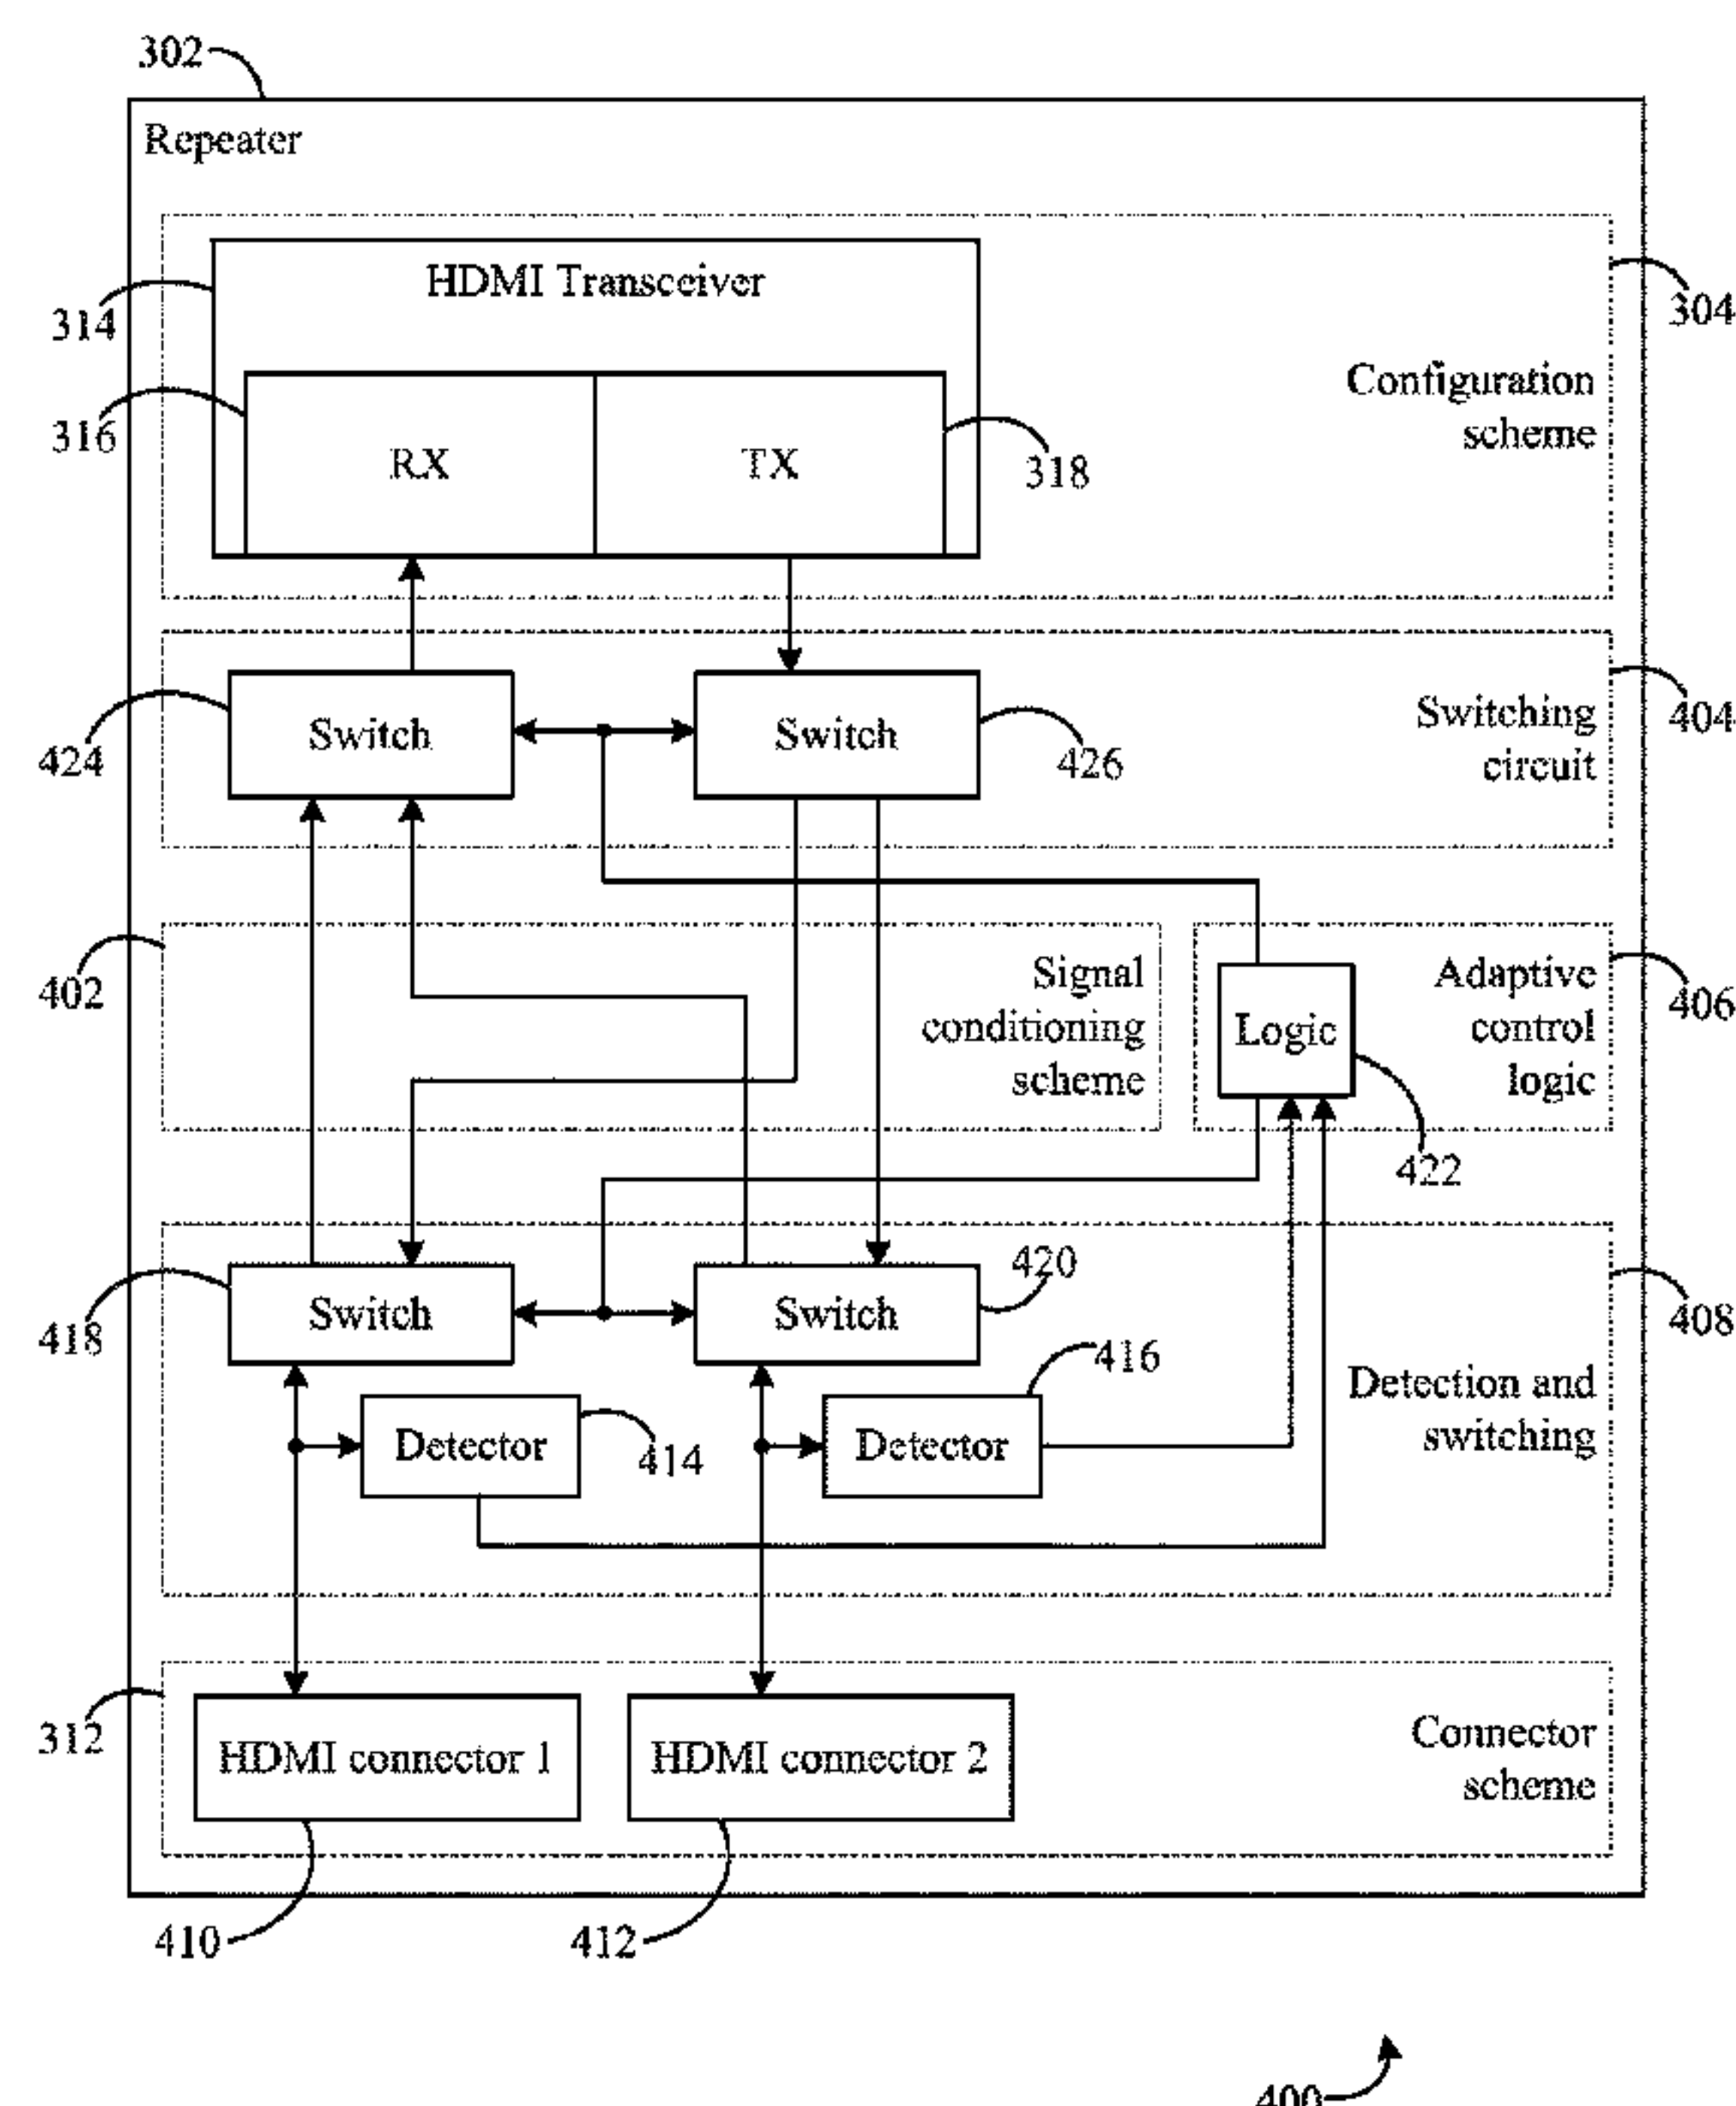 302
Repeater
HDMI Transceiver
314
304
Configuration
scheme
316
RX
TX
318
Switch
Switch
424
426
Switching
circuit
404
402
Signal
conditioning
scheme
Logic
Adaptive
control
logic
406
422
420
Switch
Switch
418
408
416
Detector
414
Detector
Detection and
switching
312
HDMI connector 1
HDMI connector 2
Connector
scheme
410
412
400